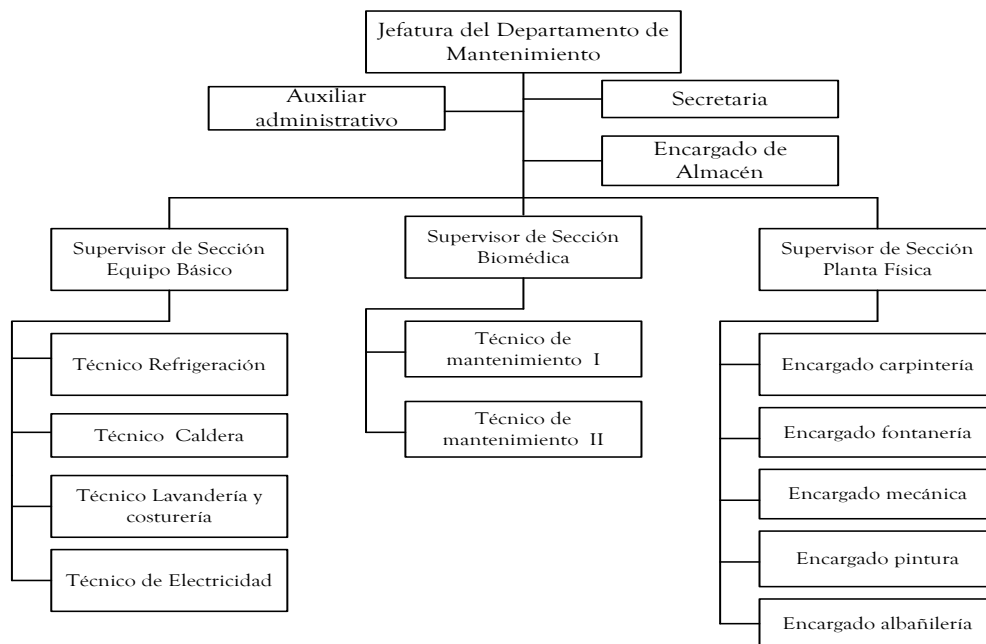 Jefatura del Departamento de
Mantenimiento
Auxiliar
administrativo
Secretaria
Encargado de
Almacén
Supervisor de Sección
Equipo Básico
Supervisor de Sección
Biomédica
Supervisor de Sección
Planta Física
Técnico Refrigeración
Técnico Caldera
Técnico Lavandería y
costurería
Técnico de Electricidad
Técnico de
mantenimiento I
Técnico de
mantenimiento II
Encargado carpintería
Encargado fontanería
Encargado mecánica
Encargado pintura
Encargado albañilería